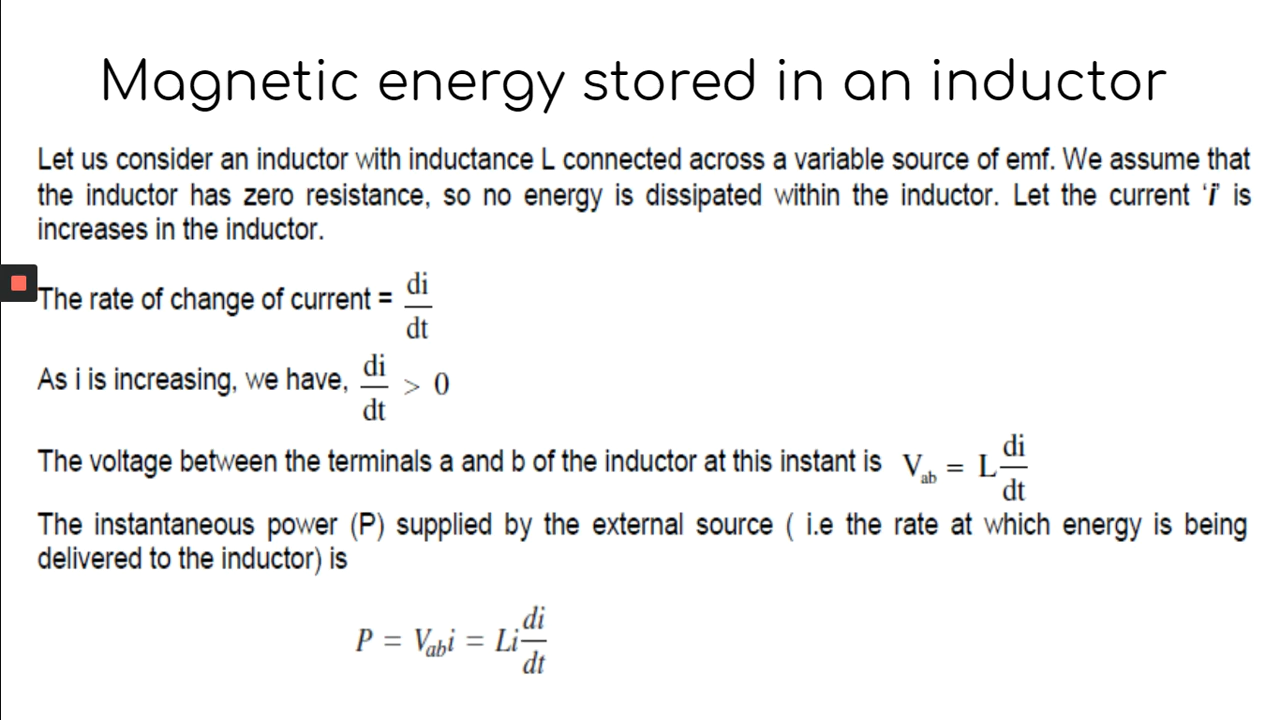 Magnetic energy stored in an inductor
Let us consider an inductor with inductance L connected across a variable source of emf. We assume that
the inductor has zero resistance, so no energy is dissipated within the inductor. Let the current ‘i’ is
increases in the inductor.
The rate of change of current = di/dt
As i is increasing, we have, di/dt > 0
The voltage between the terminals a and b of the inductor at this instant is V_ab = L di/dt
The instantaneous power (P) supplied by the external source ( i.e the rate at which energy is being
delivered to the inductor) is
P = V_ab i = Li di/dt